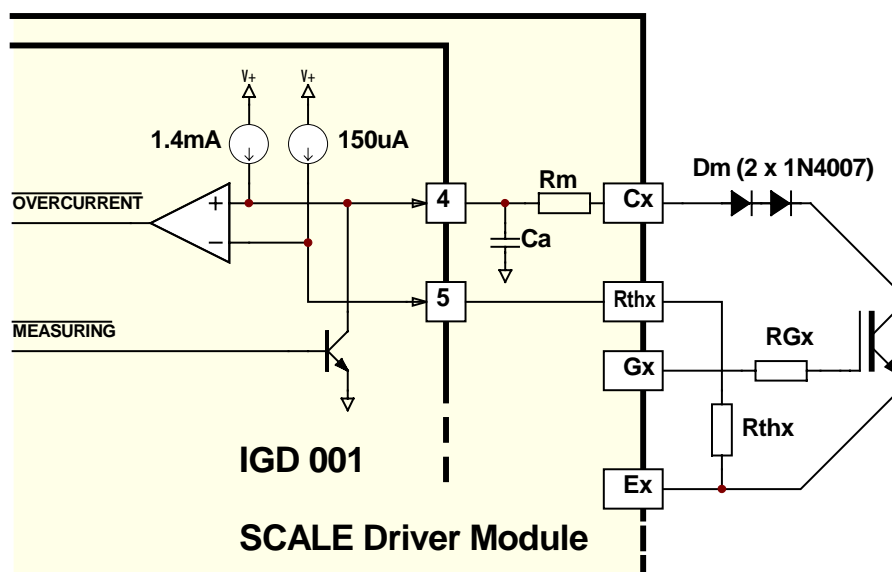 V+ V+
1.4mA 150uA
Dm (2 x 1N4007)
OVERCURRENT + 4 Rm Cx
− Ca
5 Rthx
MEASURING
RGx
Gx
Rthx
IGD 001
Ex
SCALE Driver Module